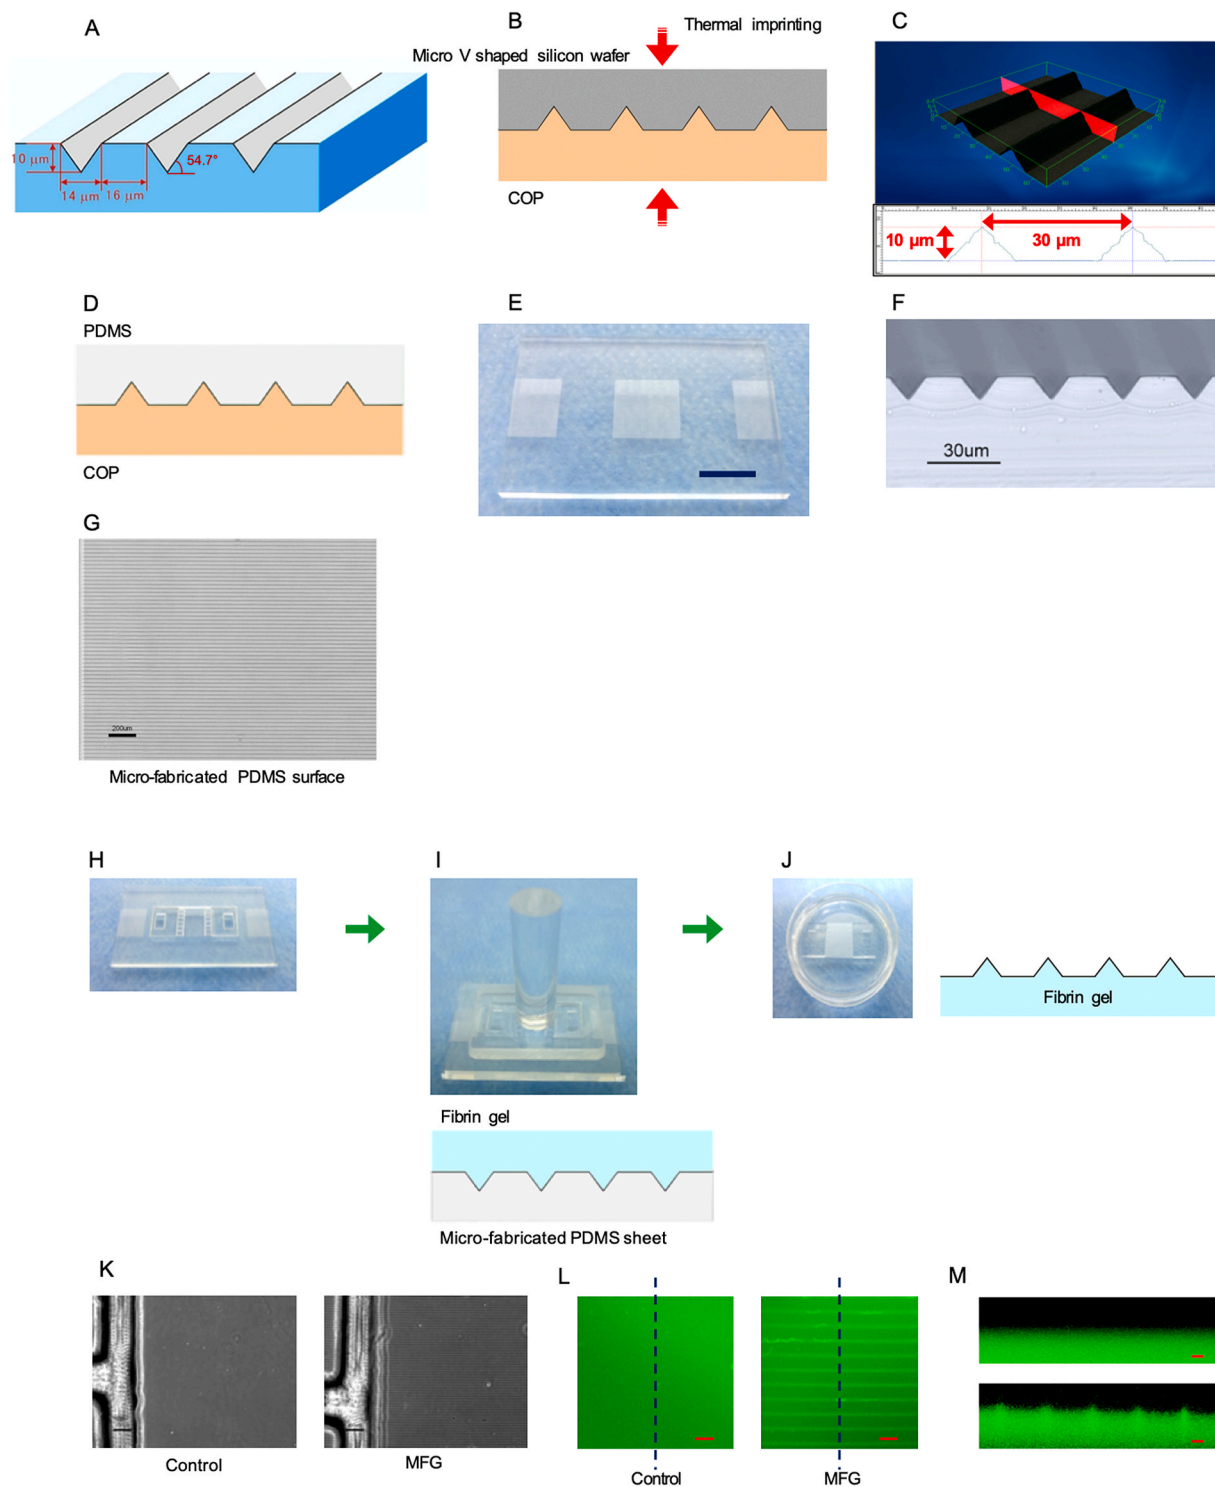 A
10 μm
14 μm
16 μm
54.7°
B
Thermal imprinting
Micro V shaped silicon wafer
COP
C
10 μm
30 μm
D
PDMS
COP
E
F
30um
G
200um
Micro-fabricated PDMS surface
H
I
Fibrin gel
Micro-fabricated PDMS sheet
J
Fibrin gel
K
Control
MFG
L
Control
MFG
M